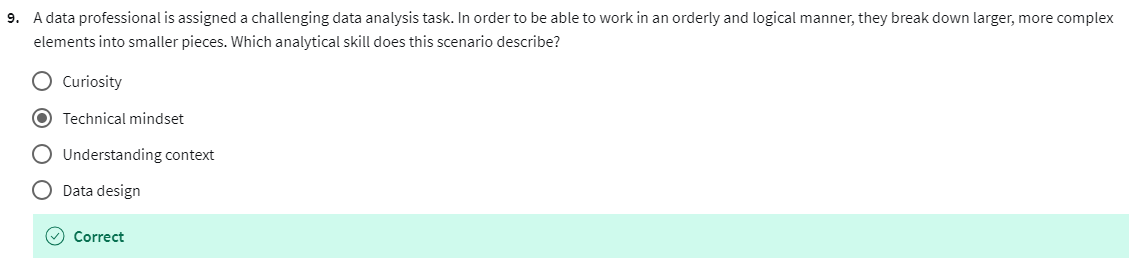 9. A data professional is assigned a challenging data analysis task. In order to be able to work in an orderly and logical manner, they break down larger, more complex
elements into smaller pieces. Which analytical skill does this scenario describe?
Curiosity
Technical mindset
Understanding context
Data design
Correct